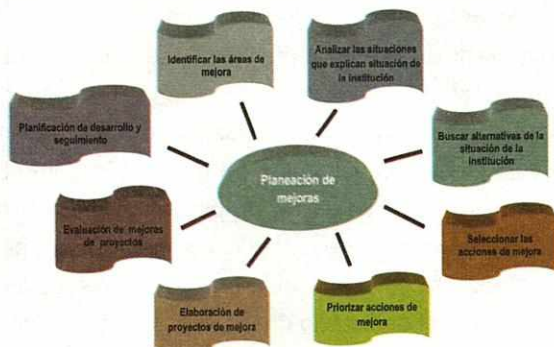 Identificar las áreas de
mejora
Analizar las situaciones
que explican situación de
la institución
Planificación de desarrollo y
seguimiento
Buscar alternativas de la
situación de la
institución
Planeación de
mejoras
Evaluación de mejoras
de proyectos
Seleccionar las
acciones de mejora
Elaboración de
proyectos de mejora
Priorizar acciones de
mejora